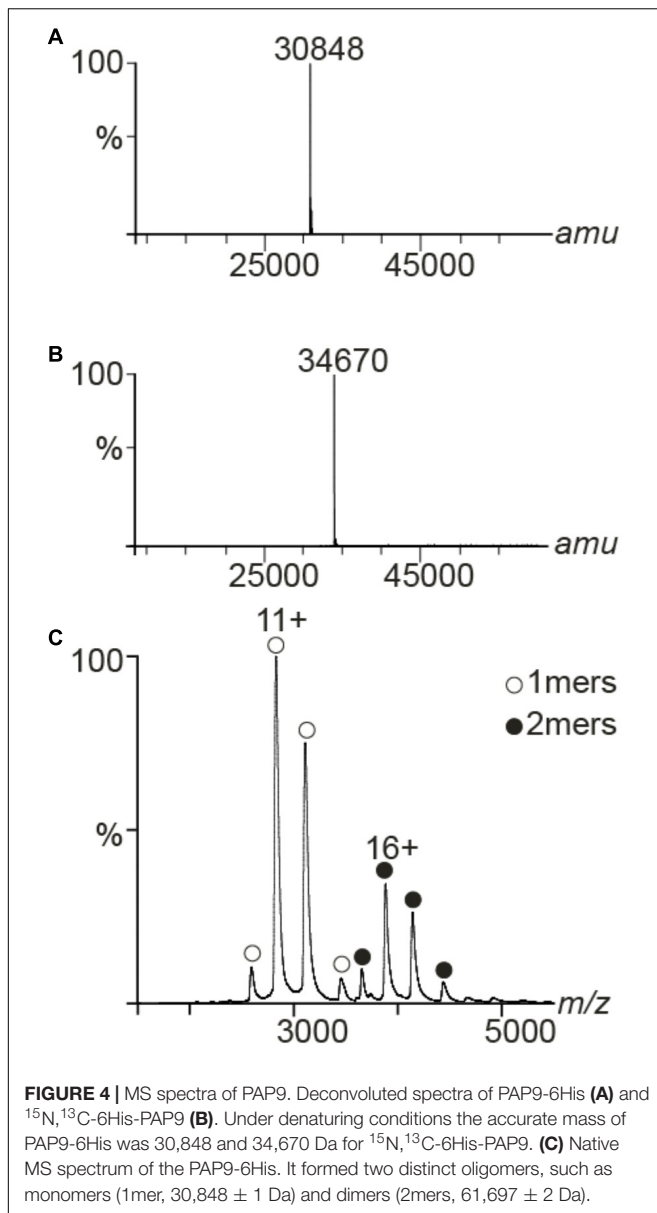 A
30848
100
%
amu
25000 45000
B
34670
100
%
amu
25000 45000
C
11+
100
○ 1mers
● 2mers
16+
%
m/z
3000 5000
FIGURE 4 | MS spectra of PAP9. Deconvoluted spectra of PAP9-6His (A) and
¹⁵N,¹³C-6His-PAP9 (B). Under denaturing conditions the accurate mass of
PAP9-6His was 30,848 and 34,670 Da for ¹⁵N,¹³C-6His-PAP9. (C) Native
MS spectrum of the PAP9-6His. It formed two distinct oligomers, such as
monomers (1mer, 30,848 ± 1 Da) and dimers (2mers, 61,697 ± 2 Da).